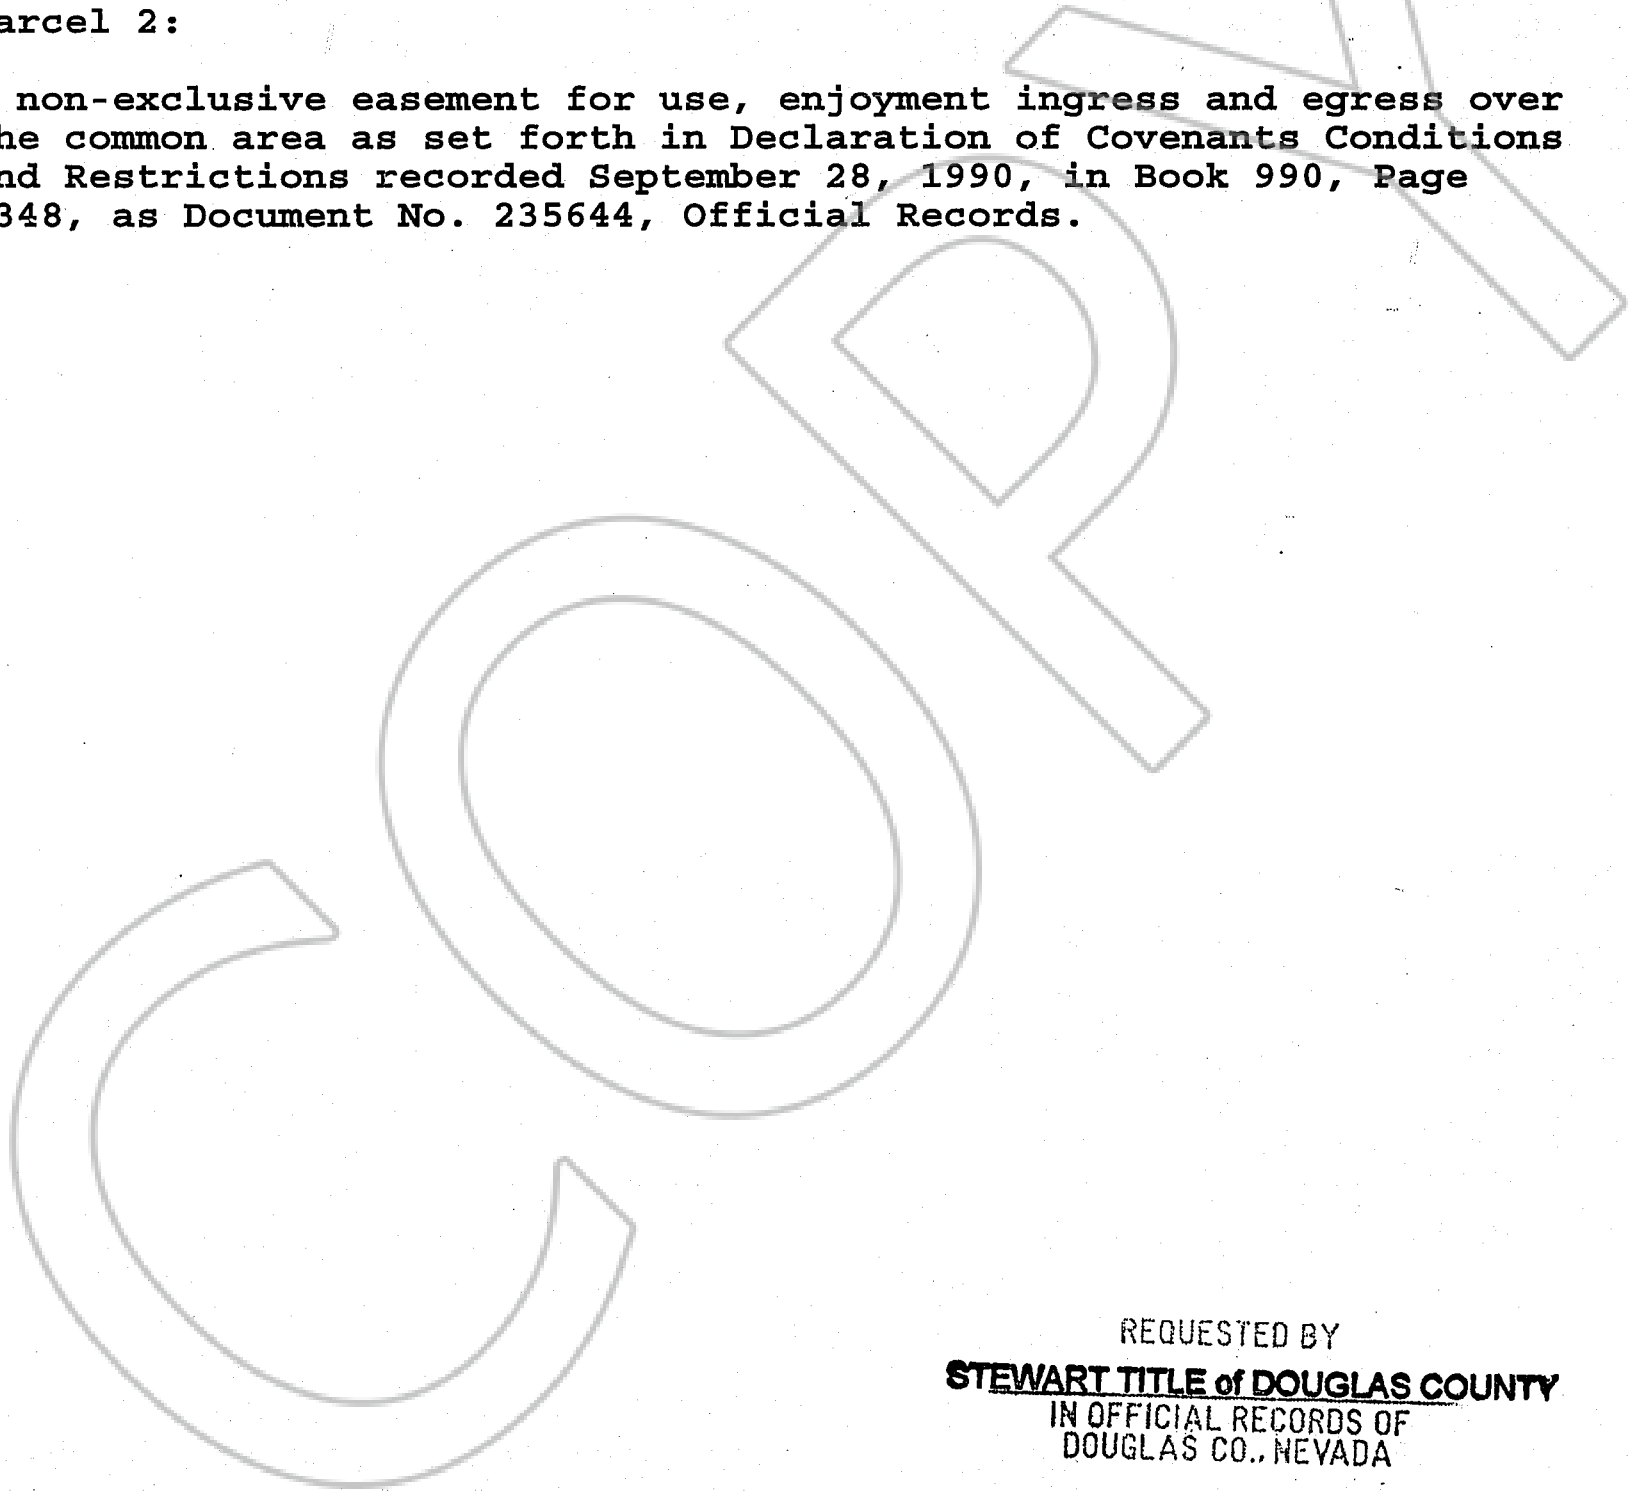 arcel 2:
non-exclusive easement for use, enjoyment ingress and egress over
he common area as set forth in Declaration of Covenants Conditions
nd Restrictions recorded September 28, 1990, in Book 990, Page
348, as Document No. 235644, Official Records.
COPY
REQUESTED BY
STEWART TITLE of DOUGLAS COUNTY
IN OFFICIAL RECORDS OF
DOUGLAS CO., NEVADA